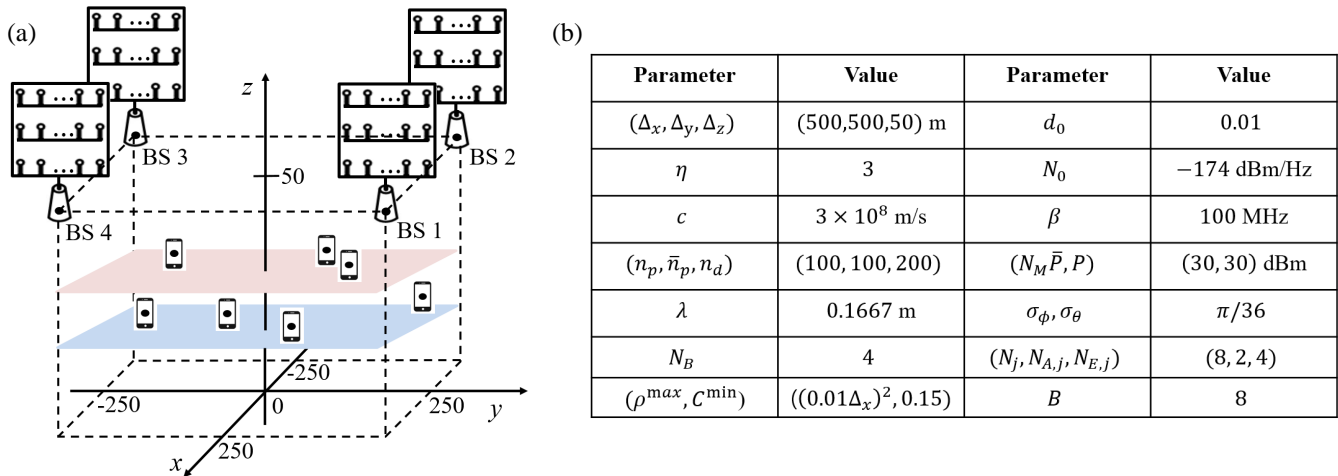 (a)
z
BS 3
BS 2
50
BS 4
BS 1
-250
-250
0
250
y
250
x
(b)
Parameter Value Parameter Value
(Δ_x, Δ_y, Δ_z) (500,500,50) m d_0 0.01
η 3 N_0 −174 dBm/Hz
c 3 × 10^8 m/s β 100 MHz
(n_p, n̄_p, n_d) (100, 100, 200) (N_M P̄, P) (30, 30) dBm
λ 0.1667 m σ_ϕ, σ_θ π/36
N_B 4 (N_j, N_{A,j}, N_{E,j}) (8, 2, 4)
(ρ^{max}, C^{min}) ((0.01Δ_x)^2, 0.15) B 8